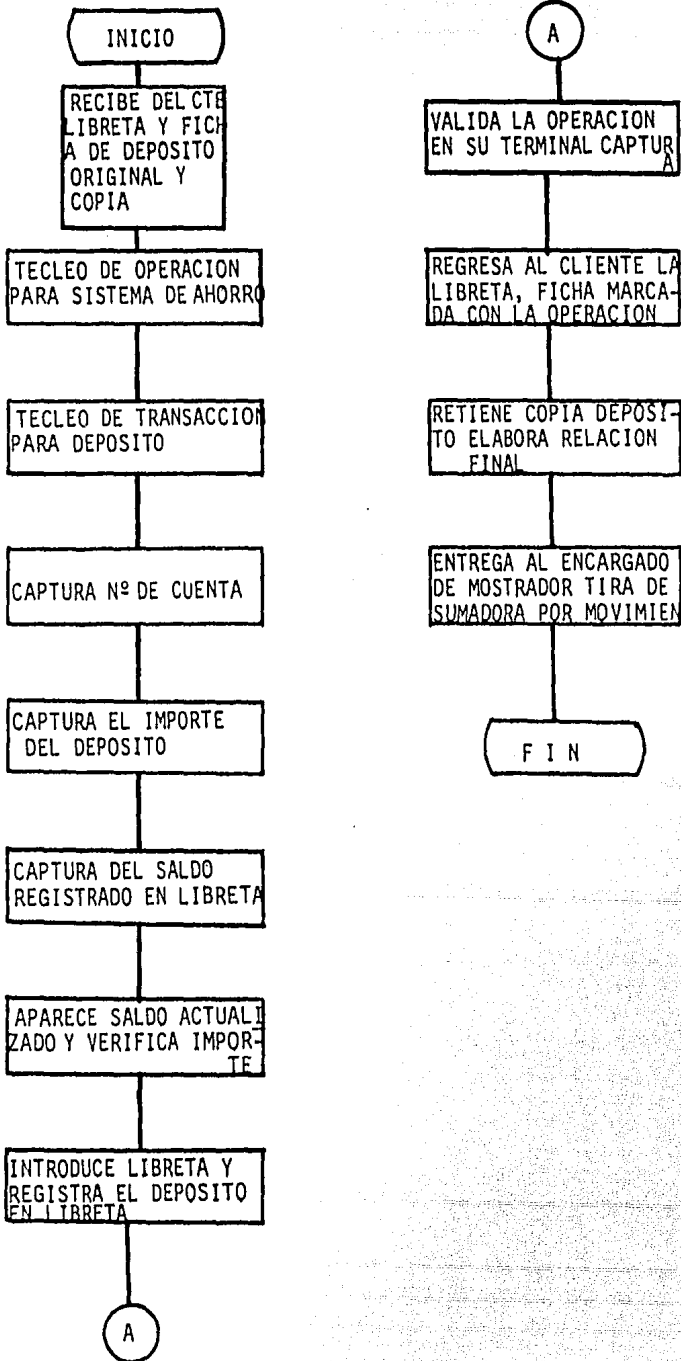 INICIO
RECIBE DEL CTE
LIBRETA Y FICH
A DE DEPOSITO
ORIGINAL Y
COPIA
TECLEO DE OPERACION
PARA SISTEMA DE AHORRO
TECLEO DE TRANSACCION
PARA DEPOSITO
CAPTURA Nº DE CUENTA
CAPTURA EL IMPORTE
DEL DEPOSITO
CAPTURA DEL SALDO
REGISTRADO EN LIBRETA
APARECE SALDO ACTUALI
ZADO Y VERIFICA IMPOR-
TE
INTRODUCE LIBRETA Y
REGISTRA EL DEPOSITO
EN LIBRETA
A
A
VALIDA LA OPERACION
EN SU TERMINAL CAPTUR
A
REGRESA AL CLIENTE LA
LIBRETA, FICHA MARCA-
DA CON LA OPERACION
RETIENE COPIA DEPOSI-
TO ELABORA RELACION
FINAL
ENTREGA AL ENCARGADO
DE MOSTRADOR TIRA DE
SUMADORA POR MOVIMIEN
F I N